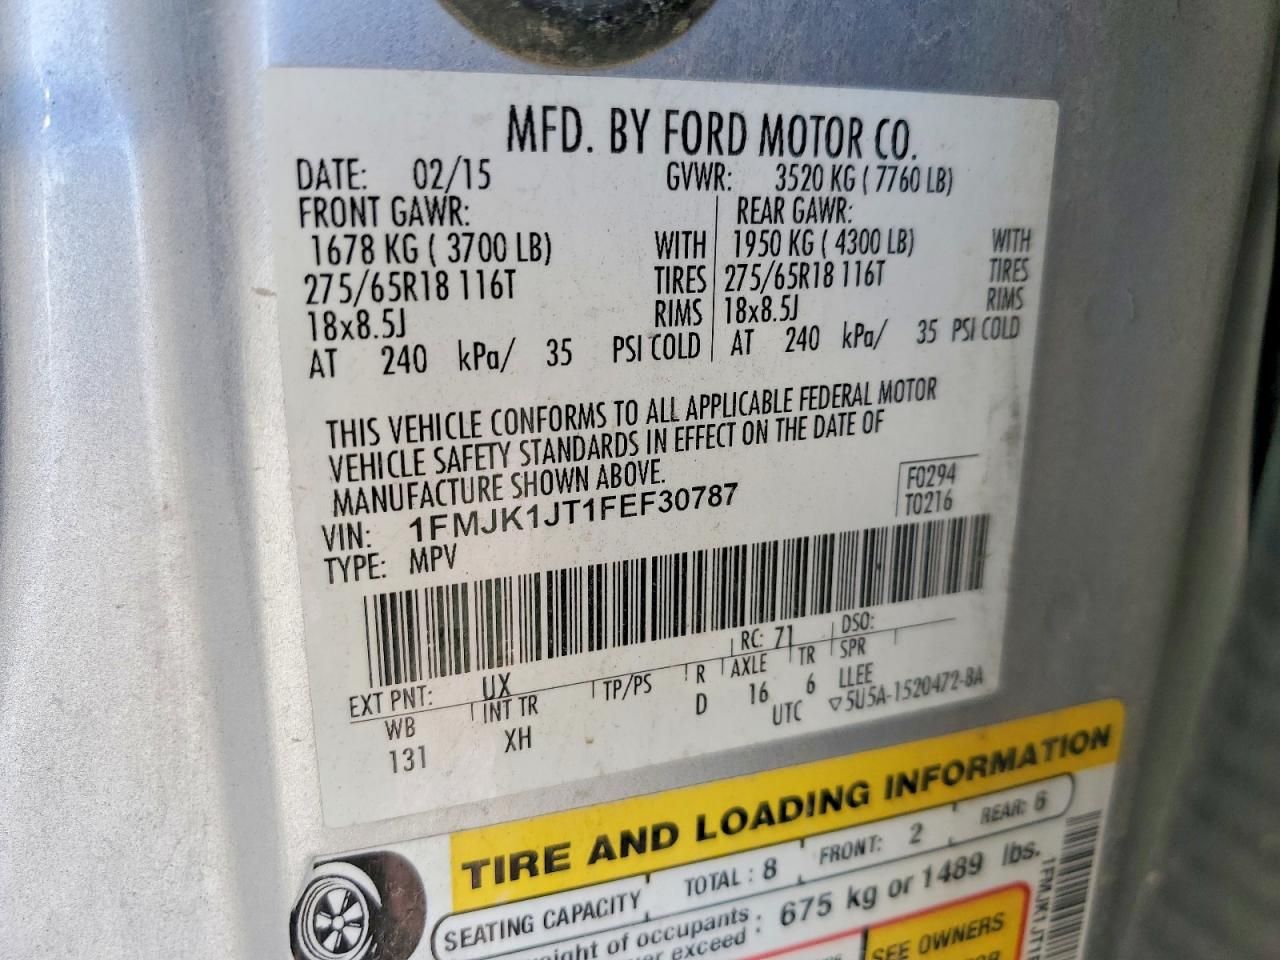 MFD. BY FORD MOTOR CO.
DATE: 02/15 GVWR: 3520 KG ( 7760 LB)
FRONT GAWR: REAR GAWR:
1678 KG ( 3700 LB) WITH 1950 KG ( 4300 LB) WITH
275/65R18 116T TIRES 275/65R18 116T TIRES
18x8.5J RIMS 18x8.5J RIMS
AT 240 kPa/ 35 PSI COLD AT 240 kPa/ 35 PSI COLD
THIS VEHICLE CONFORMS TO ALL APPLICABLE FEDERAL MOTOR
VEHICLE SAFETY STANDARDS IN EFFECT ON THE DATE OF
MANUFACTURE SHOWN ABOVE.
F0294
VIN: 1FMJK1JT1FEF30787
T0216
TYPE: MPV
EXT PNT: UX RC: 71 DSO:
WB INT TR TP/PS R AXLE TR SPR
131 XH D 16 6 LLEE
UTC ▽5U5A-1520472-BA
TIRE AND LOADING INFORMATION
SEATING CAPACITY TOTAL : 8 FRONT: 2 REAR: 6
of occupants : 675 kg or 1489 lbs.
exceed :
SEE OWNERS